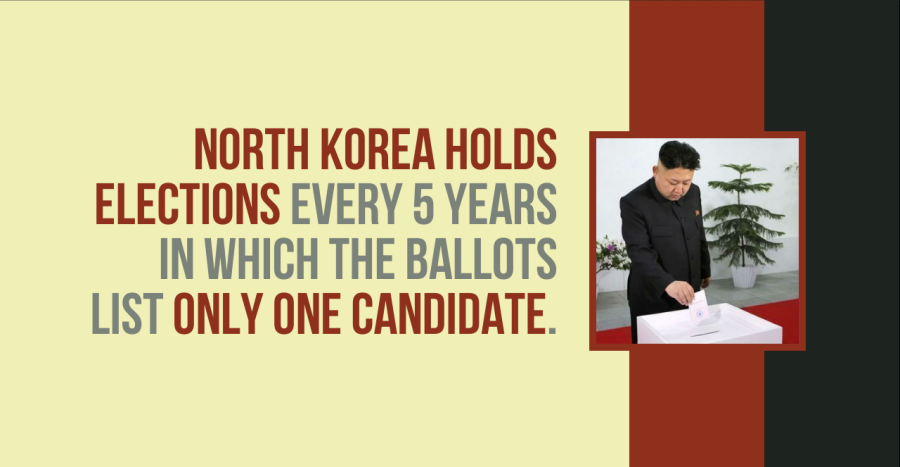 NORTH KOREA HOLDS
ELECTIONS EVERY 5 YEARS
IN WHICH THE BALLOTS
LIST ONLY ONE CANDIDATE.